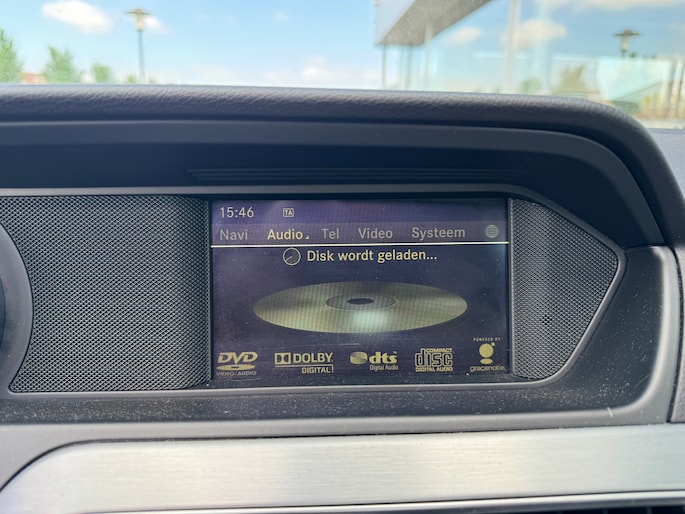 15:46 TA
Navi Audio Tel Video Systeem
Disk wordt geladen...
DVD
VIDEO/AUDIO
DOLBY
DIGITAL
dts
Digital Audio
COMPACT
disc
DIGITAL AUDIO
POWERED BY
gracenote